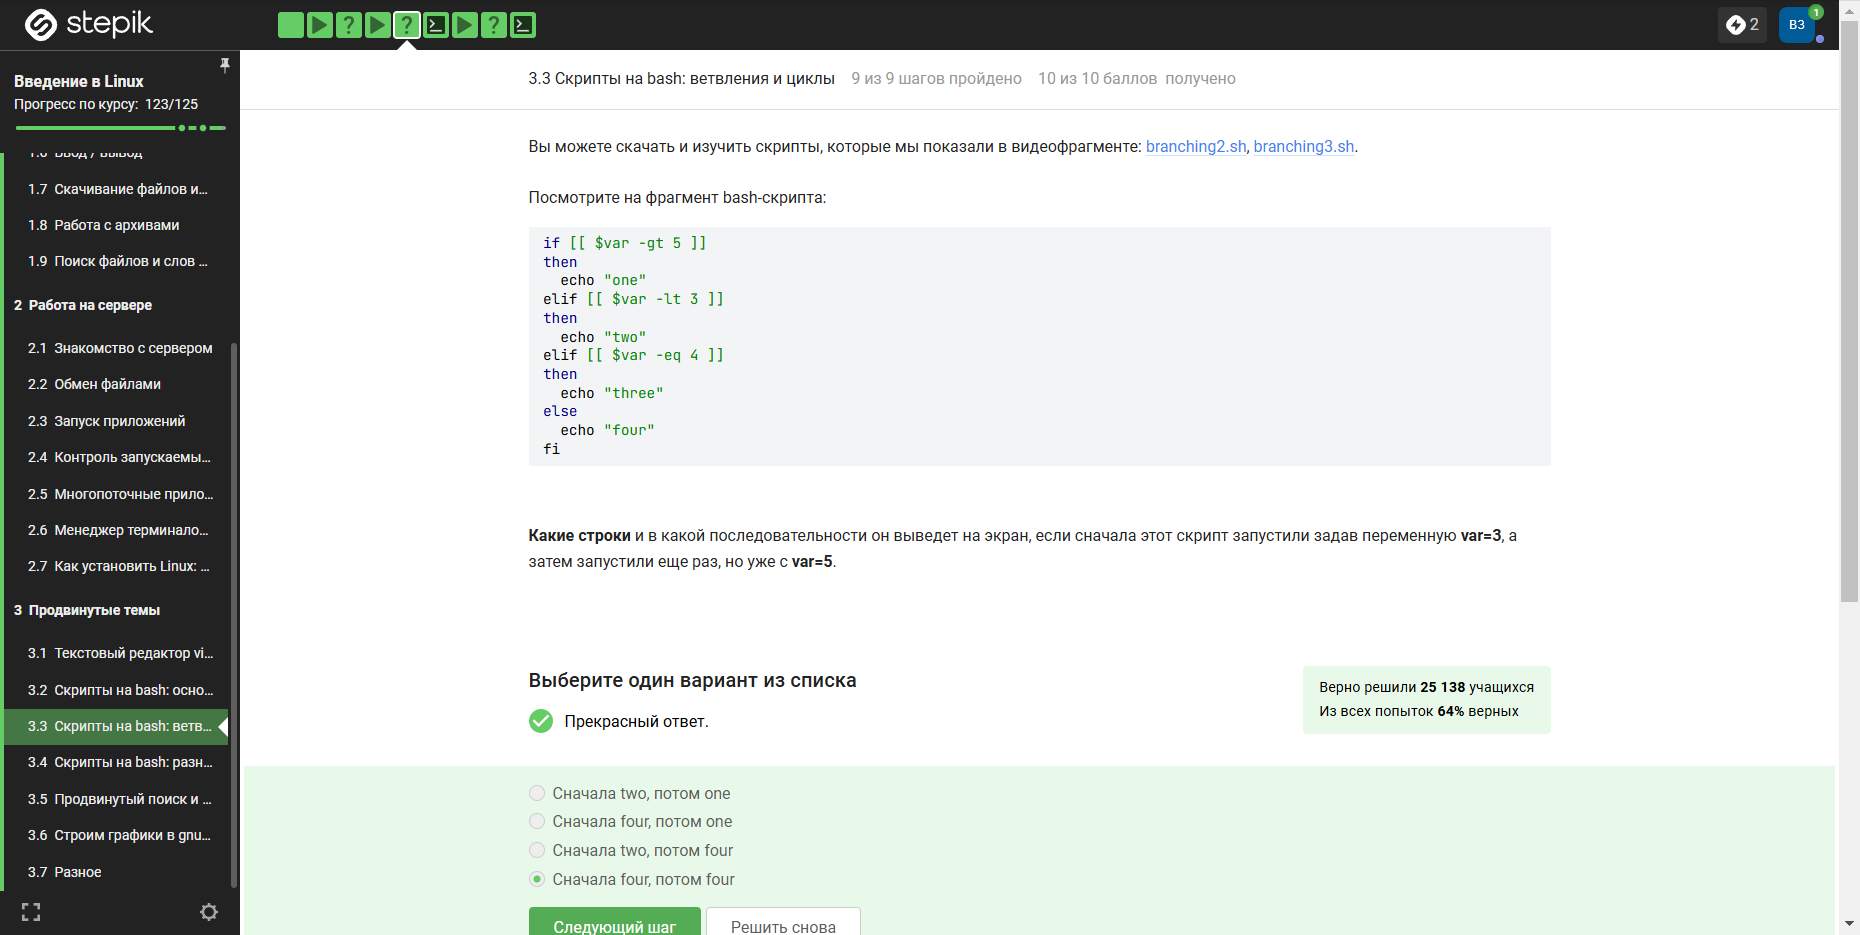 stepik
2
ВЗ
1
Введение в Linux
Прогресс по курсу: 123/125
1.6 Ввод / вывод
1.7 Скачивание файлов и...
1.8 Работа с архивами
1.9 Поиск файлов и слов ...
2 Работа на сервере
2.1 Знакомство с сервером
2.2 Обмен файлами
2.3 Запуск приложений
2.4 Контроль запускаемы...
2.5 Многопоточные прило...
2.6 Менеджер терминало...
2.7 Как установить Linux: ...
3 Продвинутые темы
3.1 Текстовый редактор vi...
3.2 Скрипты на bash: осно...
3.3 Скрипты на bash: ветв...
3.4 Скрипты на bash: разн...
3.5 Продвинутый поиск и ...
3.6 Строим графики в gnu...
3.7 Разное
3.3 Скрипты на bash: ветвления и циклы 9 из 9 шагов пройдено 10 из 10 баллов получено
Вы можете скачать и изучить скрипты, которые мы показали в видеофрагменте: branching2.sh, branching3.sh.
Посмотрите на фрагмент bash-скрипта:
if [[ $var -gt 5 ]]
then
  echo "one"
elif [[ $var -lt 3 ]]
then
  echo "two"
elif [[ $var -eq 4 ]]
then
  echo "three"
else
  echo "four"
fi
Какие строки и в какой последовательности он выведет на экран, если сначала этот скрипт запустили задав переменную var=3, а
затем запустили еще раз, но уже с var=5.
Выберите один вариант из списка
Прекрасный ответ.
Верно решили 25 138 учащихся
Из всех попыток 64% верных
Сначала two, потом one
Сначала four, потом one
Сначала two, потом four
Сначала four, потом four
Следующий шаг
Решить снова